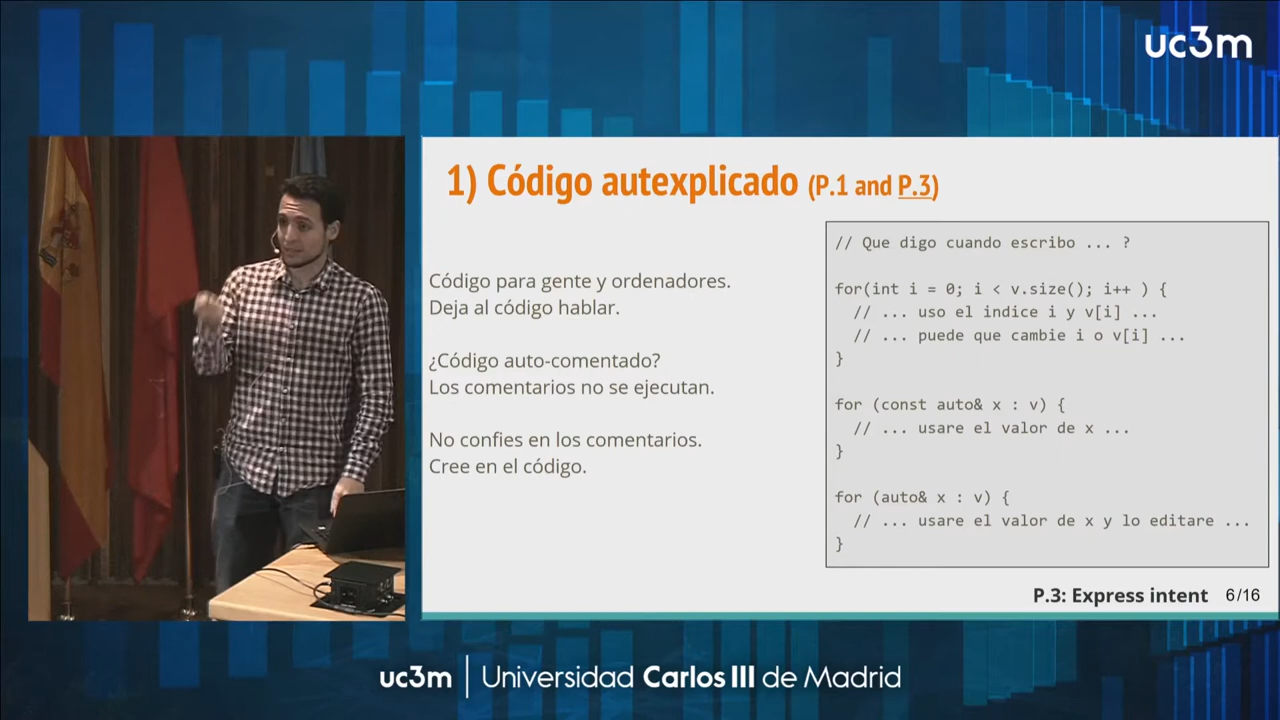 uc3m
1) Código autexplicado (P.1 and P.3)
Código para gente y ordenadores.
Deja al código hablar.
¿Código auto-comentado?
Los comentarios no se ejecutan.
No confies en los comentarios.
Cree en el código.
// Que digo cuando escribo ... ?
for(int i = 0; i < v.size(); i++ ) {
// ... uso el indice i y v[i] ...
// ... puede que cambie i o v[i] ...
}
for (const auto& x : v) {
// ... usare el valor de x ...
}
for (auto& x : v) {
// ... usare el valor de x y lo editare ...
}
P.3: Express intent 6/16
uc3m | Universidad Carlos III de Madrid